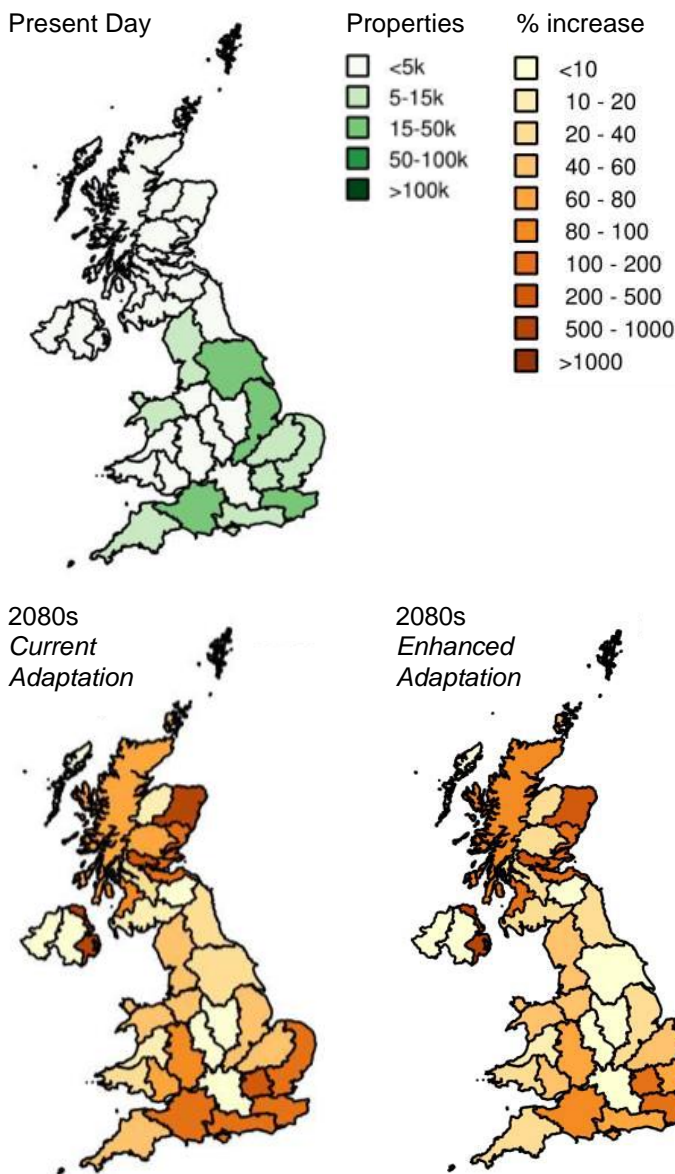 Present Day
Properties
<5k
5-15k
15-50k
50-100k
>100k
% increase
<10
10 - 20
20 - 40
40 - 60
60 - 80
80 - 100
100 - 200
200 - 500
500 - 1000
>1000
2080s
Current
Adaptation
2080s
Enhanced
Adaptation